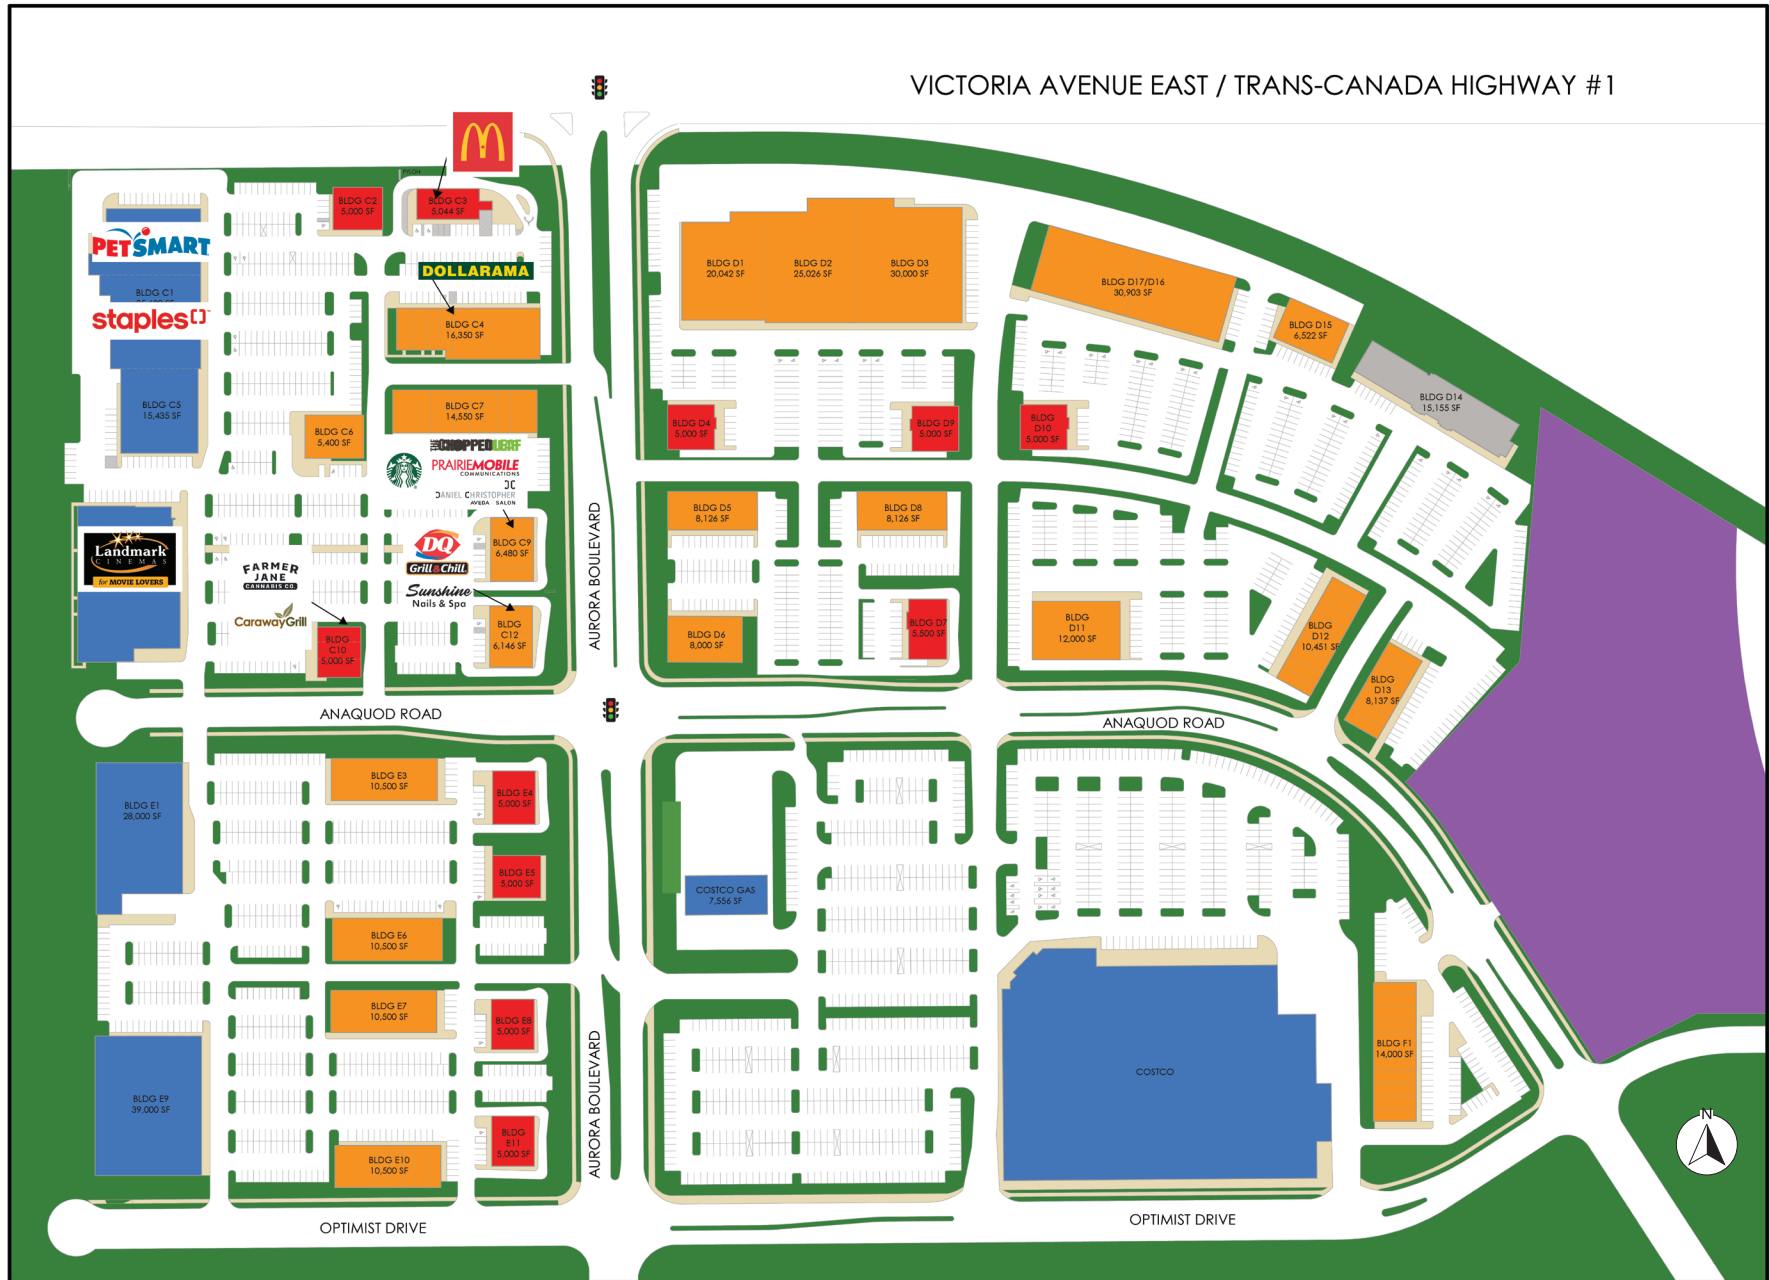 VICTORIA AVENUE EAST / TRANS-CANADA HIGHWAY #1
PYLON
BLDG C2
5,000 SF
BLDG C3
5,044 SF
PETSMART
DOLLARAMA
BLDG C1
staples
BLDG C4
16,350 SF
BLDG C5
15,435 SF
BLDG C6
5,400 SF
BLDG C7
14,550 SF
THE CHOPPED LEAF
PRAIRIEMOBILE
COMMUNICATIONS
DANIEL CHRISTOPHER
AVEDA SALON
Landmark
CINEMAS
for MOVIE LOVERS
BLDG C9
6,480 SF
DQ
Grill & Chill
FARMER
JANE
CANNABIS CO.
Sunshine
Nails & Spa
CarawayGrill
BLDG
C10
5,000 SF
BLDG
C12
6,146 SF
AURORA BOULEVARD
BLDG D1
20,042 SF
BLDG D2
25,026 SF
BLDG D3
30,000 SF
BLDG D17/D16
30,903 SF
BLDG D15
6,522 SF
BLDG D14
15,155 SF
BLDG D4
5,000 SF
BLDG D9
5,000 SF
BLDG
D10
5,000 SF
BLDG D5
8,126 SF
BLDG D8
8,126 SF
BLDG D6
8,000 SF
BLDG D7
5,500 SF
BLDG
D11
12,000 SF
BLDG
D12
10,451 SF
BLDG
D13
8,137 SF
ANAQUOD ROAD
ANAQUOD ROAD
BLDG E1
28,000 SF
BLDG E3
10,500 SF
BLDG E4
5,000 SF
BLDG E5
5,000 SF
BLDG E6
10,500 SF
BLDG E7
10,500 SF
BLDG E8
5,000 SF
BLDG E9
39,000 SF
BLDG E10
10,500 SF
BLDG
E11
5,000 SF
AURORA BOULEVARD
COSTCO GAS
7,556 SF
COSTCO
BLDG F1
14,000 SF
N
OPTIMIST DRIVE
OPTIMIST DRIVE